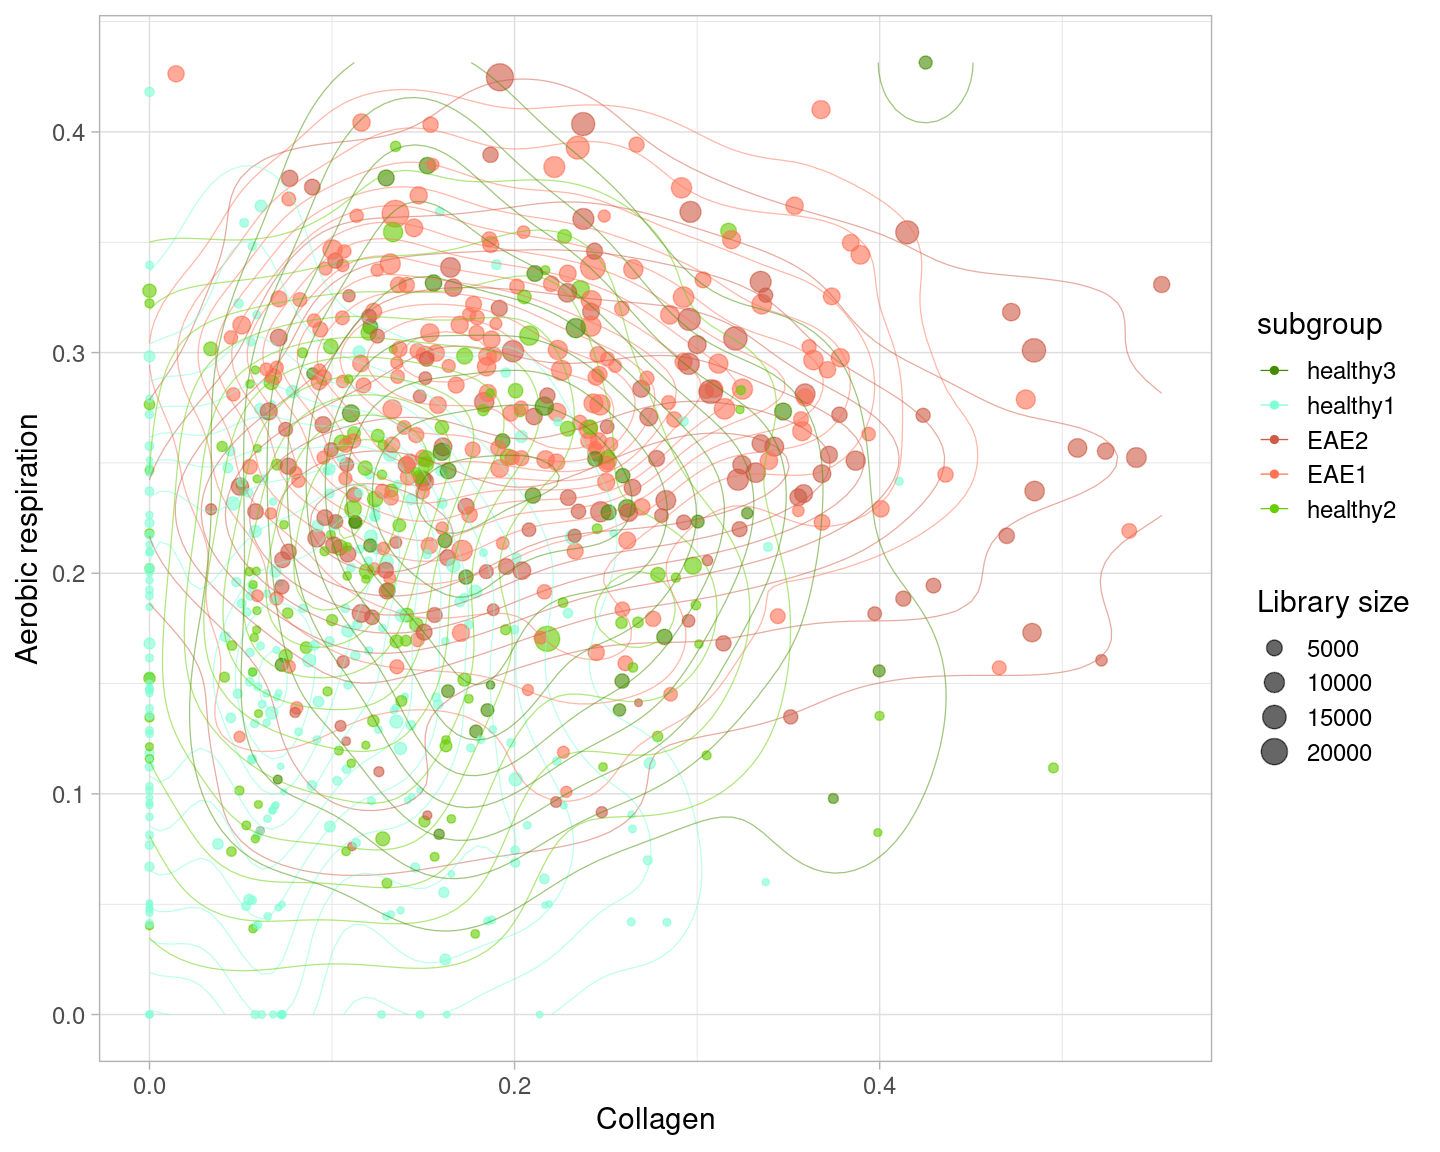 0.4
0.3
0.2
0.1
0.0
Aerobic respiration
0.0
0.2
0.4
Collagen
subgroup
healthy3
healthy1
EAE2
EAE1
healthy2
Library size
5000
10000
15000
20000